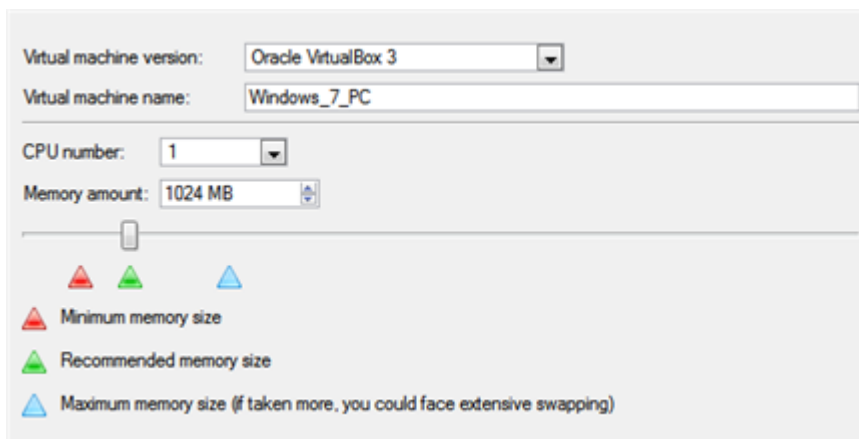 Virtual machine version: Oracle VirtualBox 3
Virtual machine name: Windows_7_PC
CPU number: 1
Memory amount: 1024 MB
Minimum memory size
Recommended memory size
Maximum memory size (if taken more, you could face extensive swapping)